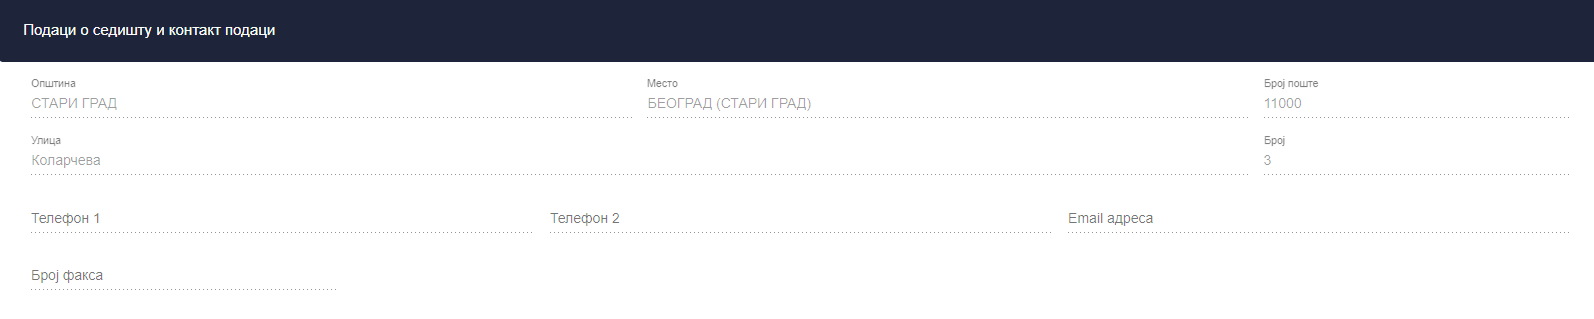 Подаци о седишту и контакт подаци
Општина Место Број поште
СТАРИ ГРАД БЕОГРАД (СТАРИ ГРАД) 11000
Улица Број
Коларчева 3
Телефон 1 Телефон 2 Email адреса
Број факса